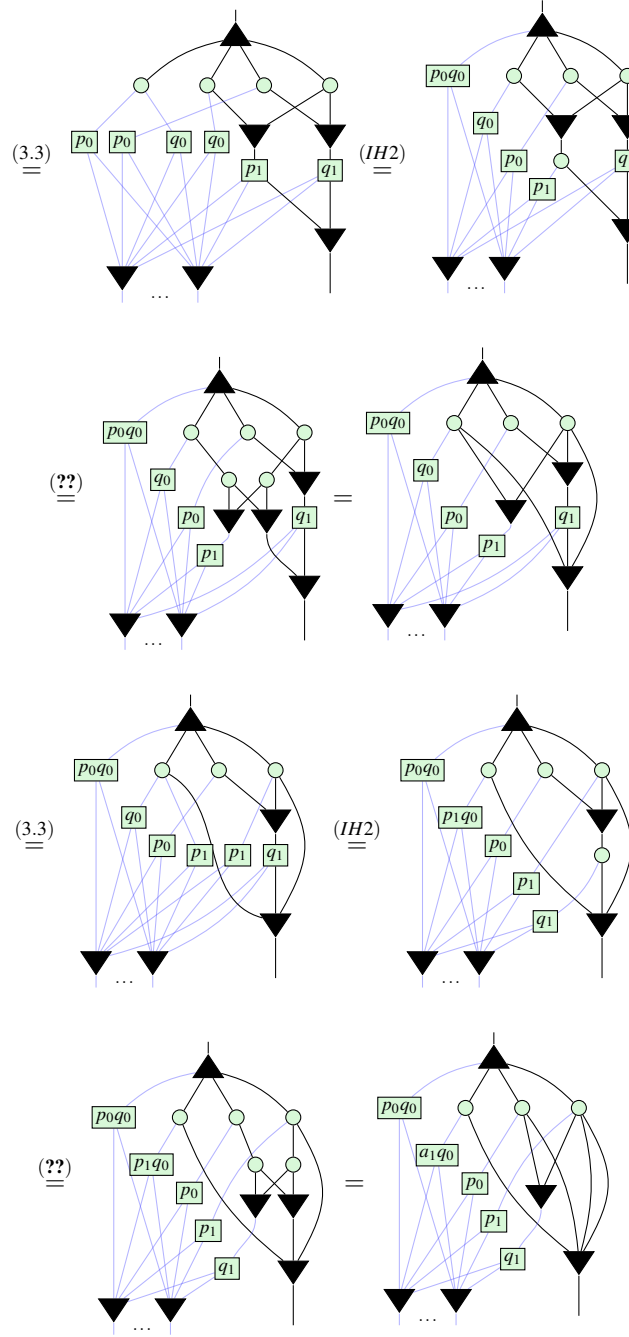 (3.3) = p₀ p₀ q₀ q₀ p₁ q₁ ...
(IH2) = p₀q₀ q₀ p₀ p₁ q ...
(??) = p₀q₀ q₀ p₀ q₁ p₁ ...
= p₀q₀ q₀ p₀ q₁ p₁ ...
(3.3) = p₀q₀ q₀ p₀ p₁ p₁ q₁ ...
(IH2) = p₀q₀ p₁q₀ p₀ p₁ q₁ ...
(??) = p₀q₀ p₁q₀ p₀ p₁ q₁ ...
= p₀q₀ a₁q₀ p₀ p₁ q₁ ...